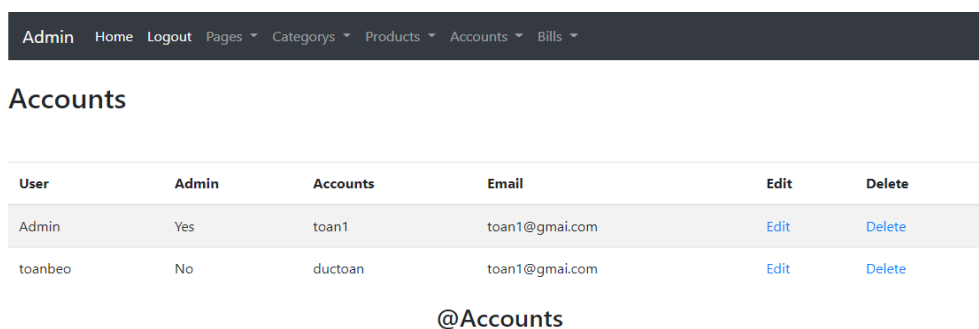 Admin Home Logout Pages Categorys Products Accounts Bills
Accounts
User Admin Accounts Email Edit Delete
Admin Yes toan1 toan1@gmai.com Edit Delete
toanbeo No ductoan toan1@gmai.com Edit Delete
@Accounts